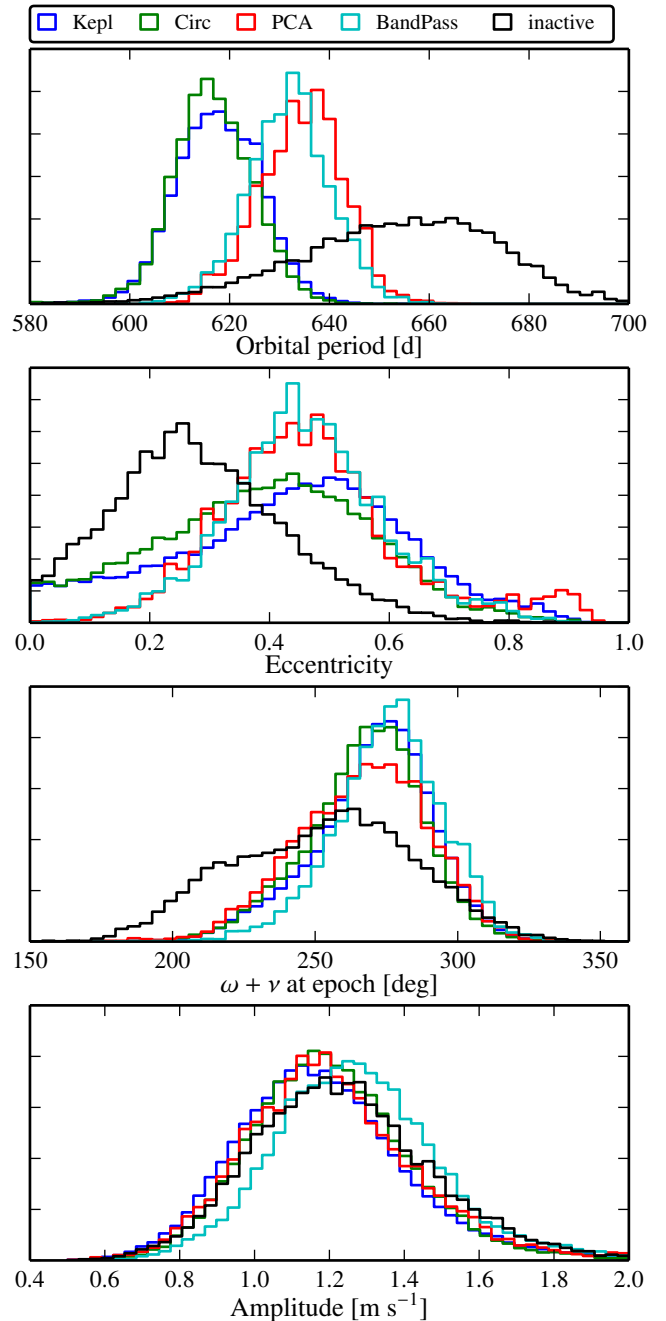 Kepl Circ PCA BandPass inactive
580 600 620 640 660 680 700
Orbital period [d]
0.0 0.2 0.4 0.6 0.8 1.0
Eccentricity
150 200 250 300 350
ω + ν at epoch [deg]
0.4 0.6 0.8 1.0 1.2 1.4 1.6 1.8 2.0
Amplitude [m s⁻¹]